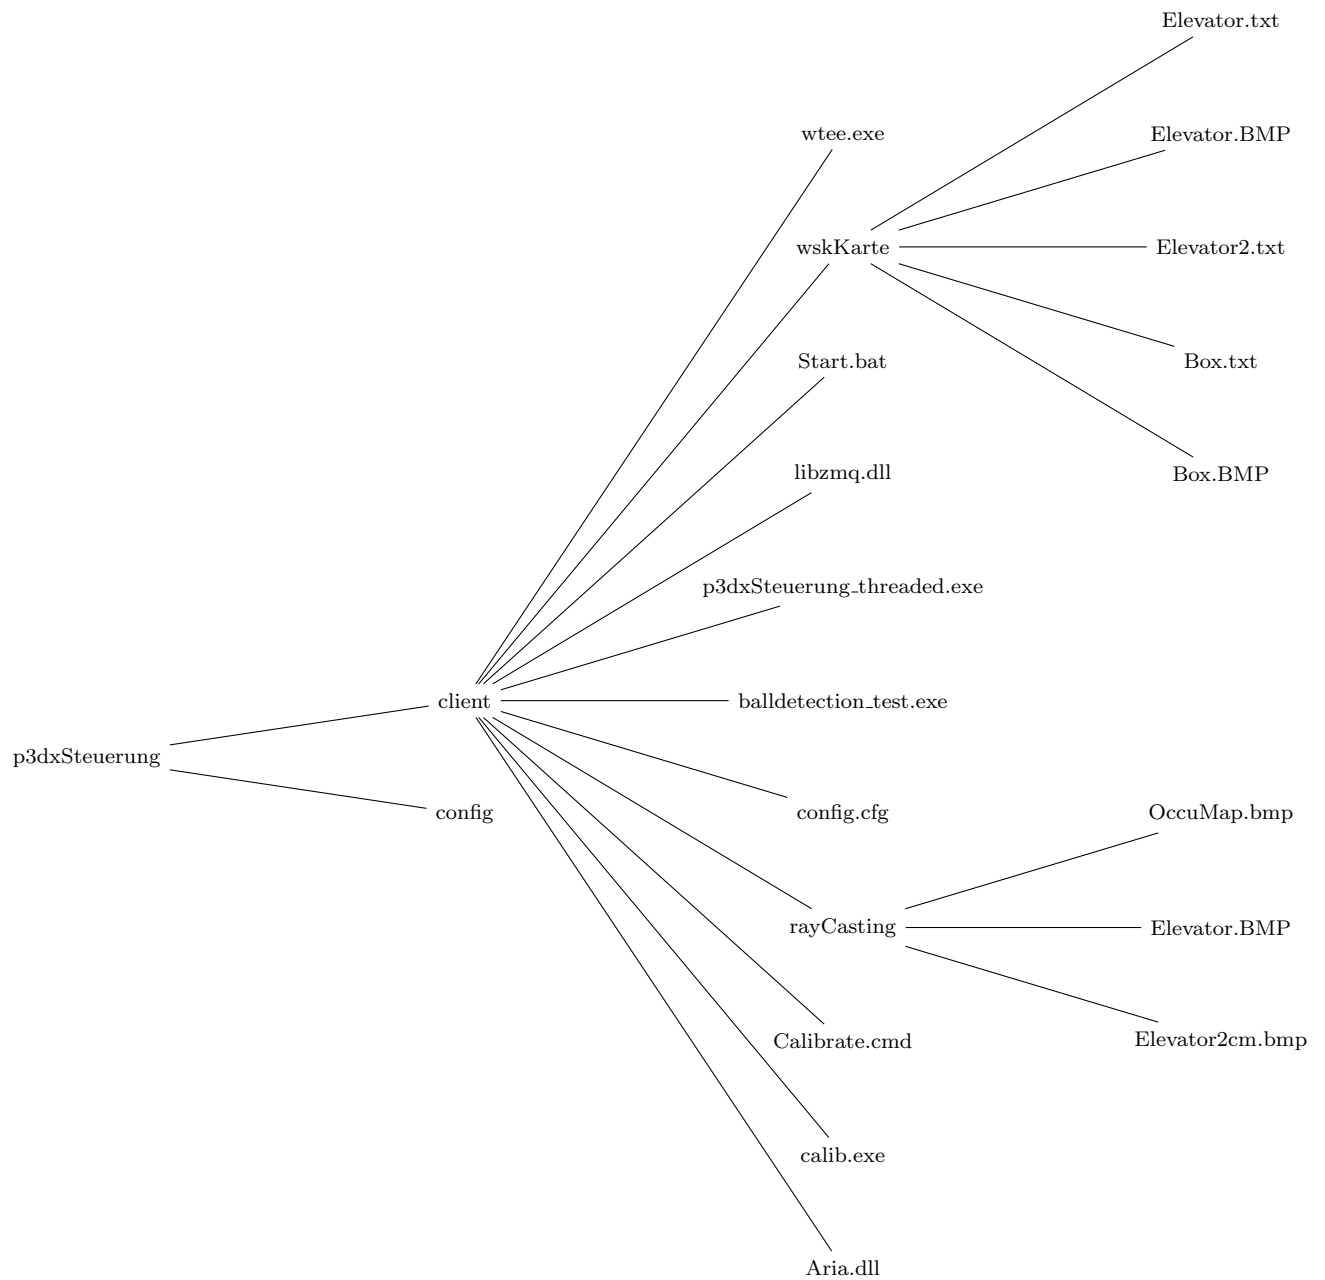 Elevator.txt
wtee.exe
Elevator.BMP
wskKarte
Elevator2.txt
Start.bat
Box.txt
libzmq.dll
Box.BMP
p3dxSteuerung_threaded.exe
client
balldetection_test.exe
p3dxSteuerung
config
config.cfg
OccuMap.bmp
rayCasting
Elevator.BMP
Calibrate.cmd
Elevator2cm.bmp
calib.exe
Aria.dll